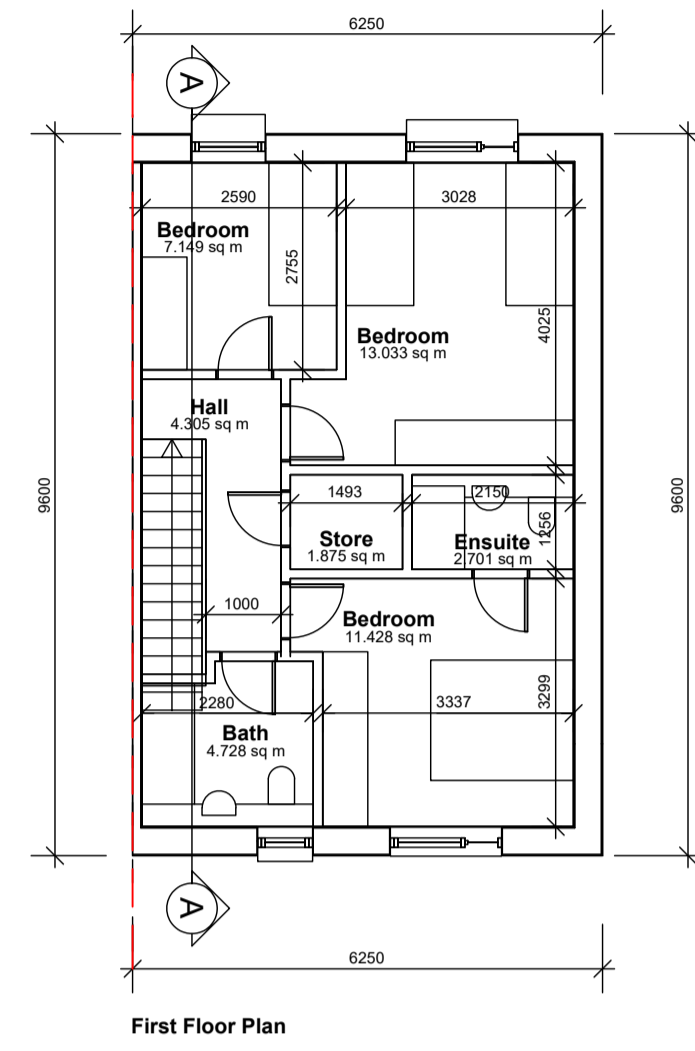 6250
A
2590
3028
Bedroom
7.149 sq m
2755
4025
Bedroom
13.033 sq m
Hall
4.305 sq m
9600
9600
1493
2150
1256
Store
1.875 sq m
Ensuite
2.701 sq m
1000
Bedroom
11.428 sq m
3299
2280
3337
Bath
4.728 sq m
A
6250
First Floor Plan